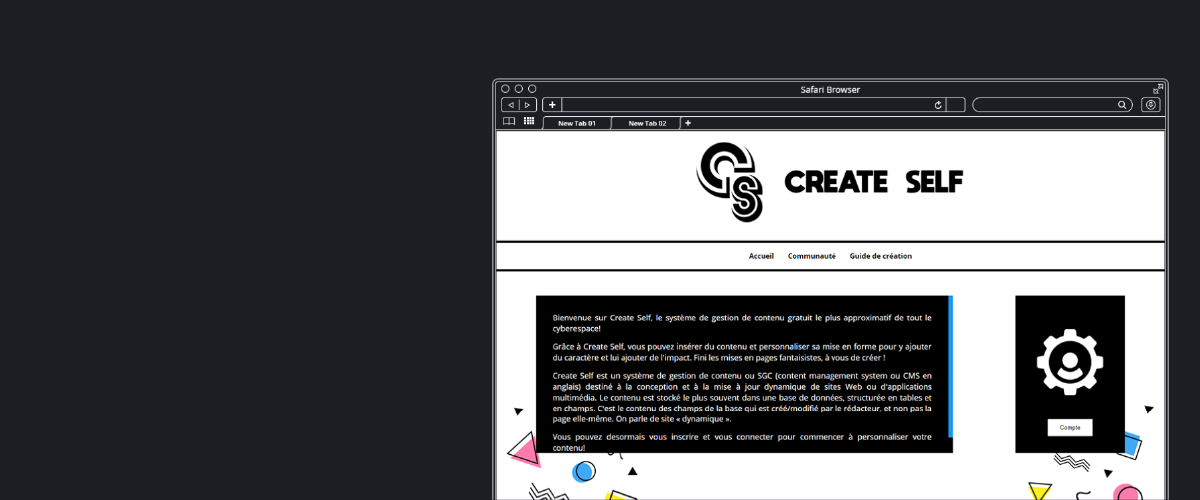 Safari Browser
New Tab 01
New Tab 02
CS
CREATE SELF
Accueil Communauté Guide de création
Bienvenue sur Create Self, le système de gestion de contenu gratuit le plus approximatif de tout le
cyberespace!
Grâce à Create Self, vous pouvez insérer du contenu et personnaliser sa mise en forme pour y ajouter
du caractère et lui ajouter de l'impact. Fini les mises en pages fantaisistes, à vous de créer !
Create Self est un système de gestion de contenu ou SGC (content management system ou CMS en
anglais) destiné à la conception et à la mise à jour dynamique de sites Web ou d'applications
multimédia. Le contenu est stocké le plus souvent dans une base de données, structurée en tables et
en champs. C'est le contenu des champs de la base qui est créé/modifié par le rédacteur, et non pas la
page elle-même. On parle de site « dynamique ».
Vous pouvez desormais vous inscrire et vous connecter pour commencer à personnaliser votre
contenu!
Compte